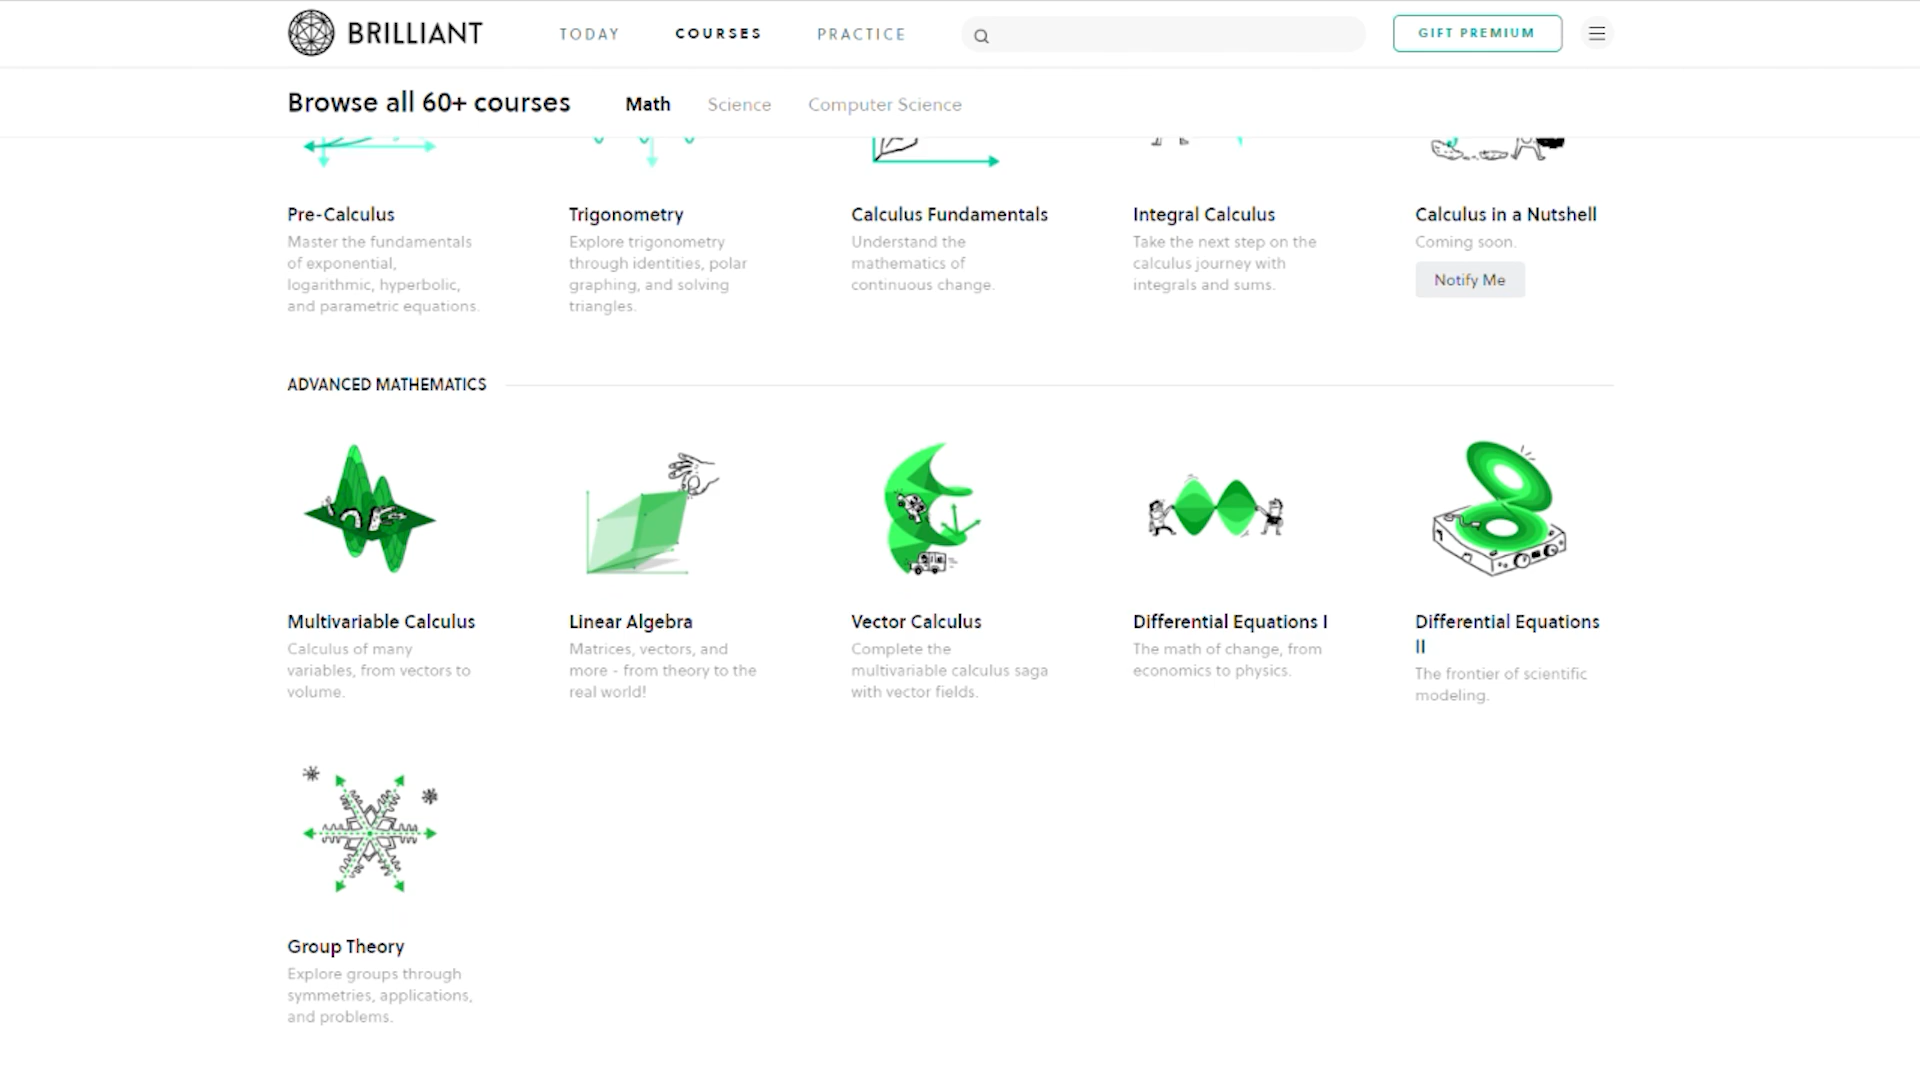 BRILLIANT
TODAY
COURSES
PRACTICE
GIFT PREMIUM
Browse all 60+ courses
Math
Science
Computer Science
Pre-Calculus
Master the fundamentals
of exponential,
logarithmic, hyperbolic,
and parametric equations.
Trigonometry
Explore trigonometry
through identities, polar
graphing, and solving
triangles.
Calculus Fundamentals
Understand the
mathematics of
continuous change.
Integral Calculus
Take the next step on the
calculus journey with
integrals and sums.
Calculus in a Nutshell
Coming soon.
Notify Me
ADVANCED MATHEMATICS
Multivariable Calculus
Calculus of many
variables, from vectors to
volume.
Linear Algebra
Matrices, vectors, and
more - from theory to the
real world!
Vector Calculus
Complete the
multivariable calculus saga
with vector fields.
Differential Equations I
The math of change, from
economics to physics.
Differential Equations
II
The frontier of scientific
modeling.
Group Theory
Explore groups through
symmetries, applications,
and problems.